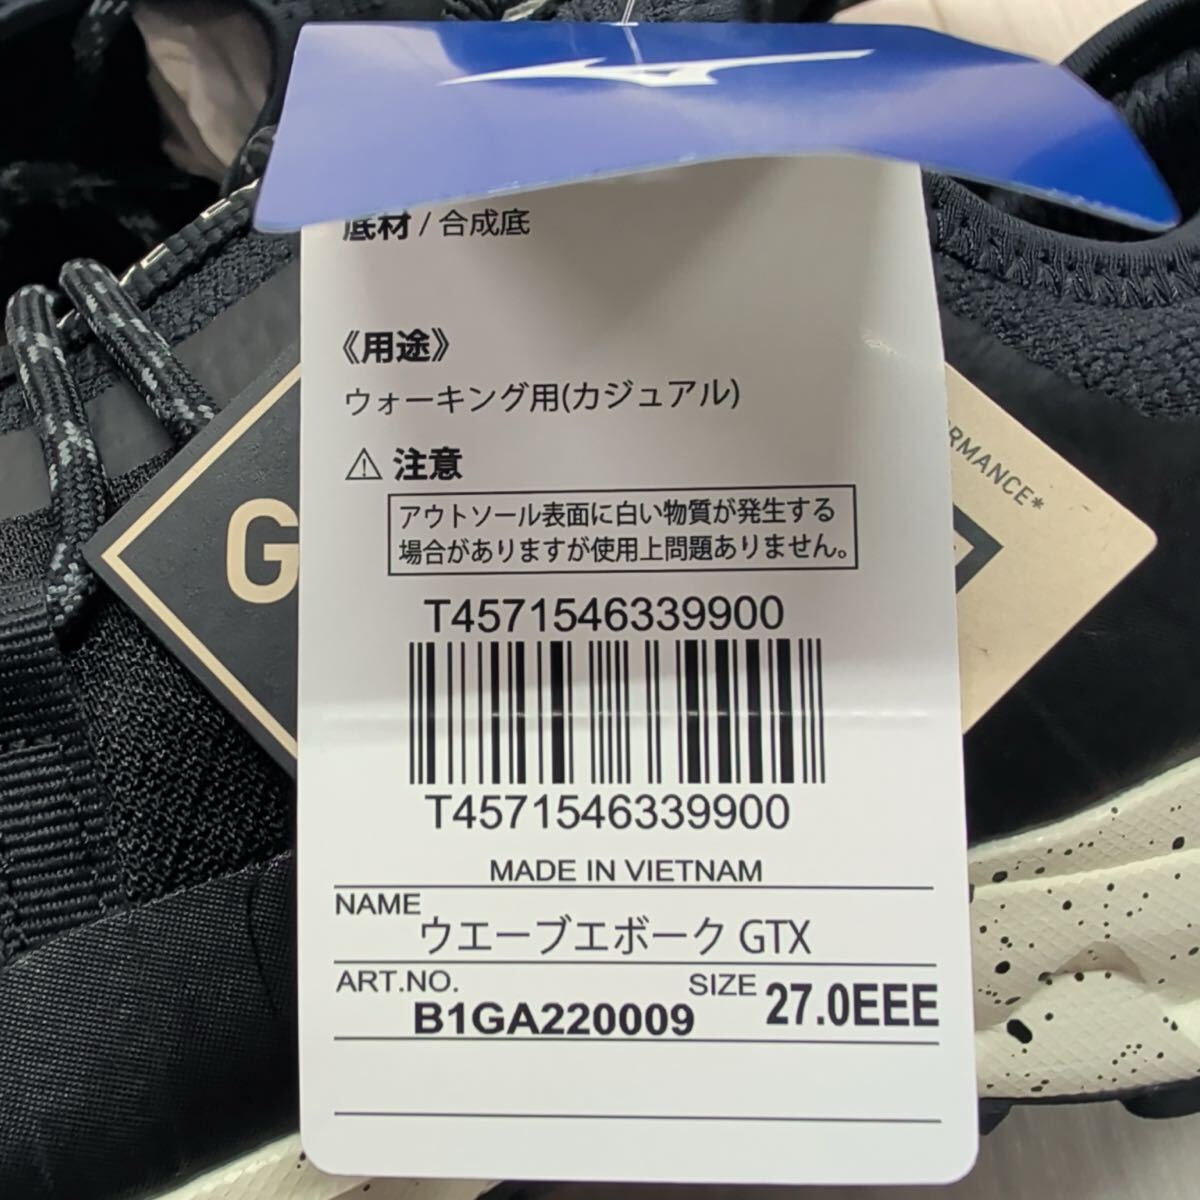 底材 / 合成底
《用途》
ウォーキング用(カジュアル)
⚠ 注意
アウトソール表面に白い物質が発生する
場合がありますが使用上問題ありません。
T4571546339900
T4571546339900
MADE IN VIETNAM
NAME ウエーブエボーク GTX
ART.NO. B1GA220009 SIZE 27.0EEE
G
RMANCE*